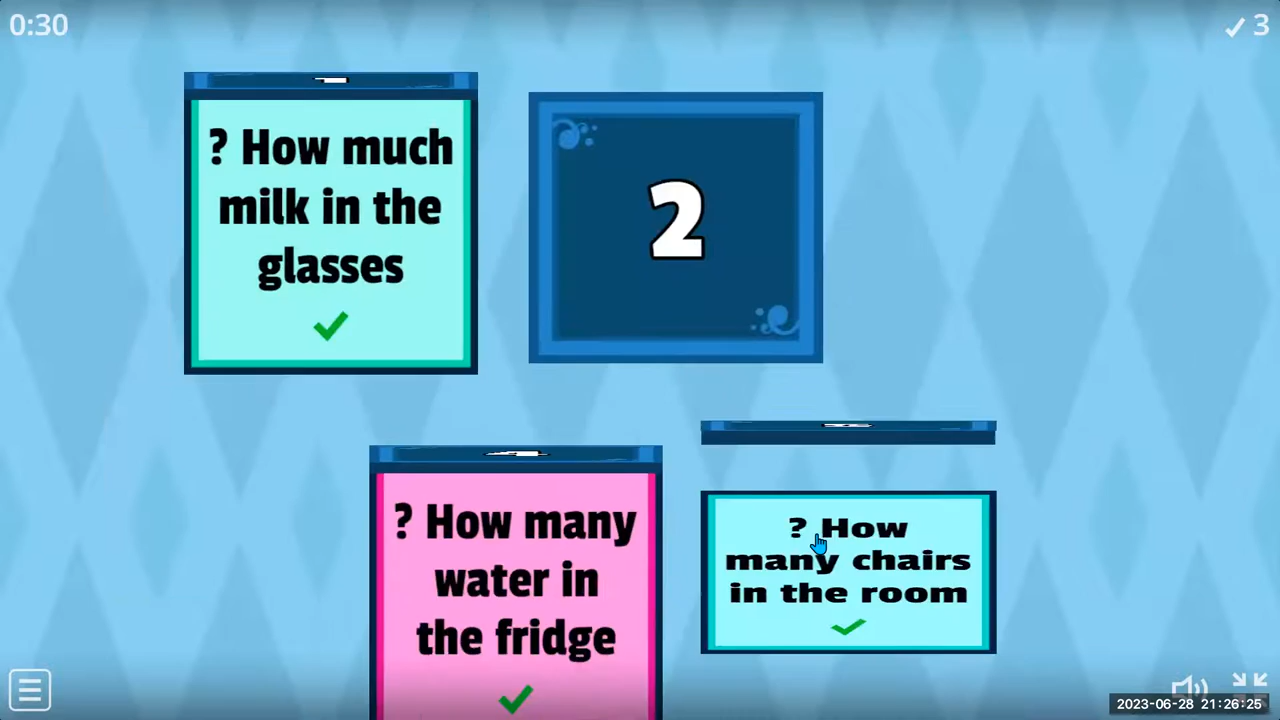 0:30
3
? How much
milk in the
glasses
2
? How many
water in
the fridge
? How
many chairs
in the room
2023-06-28 21:26:25